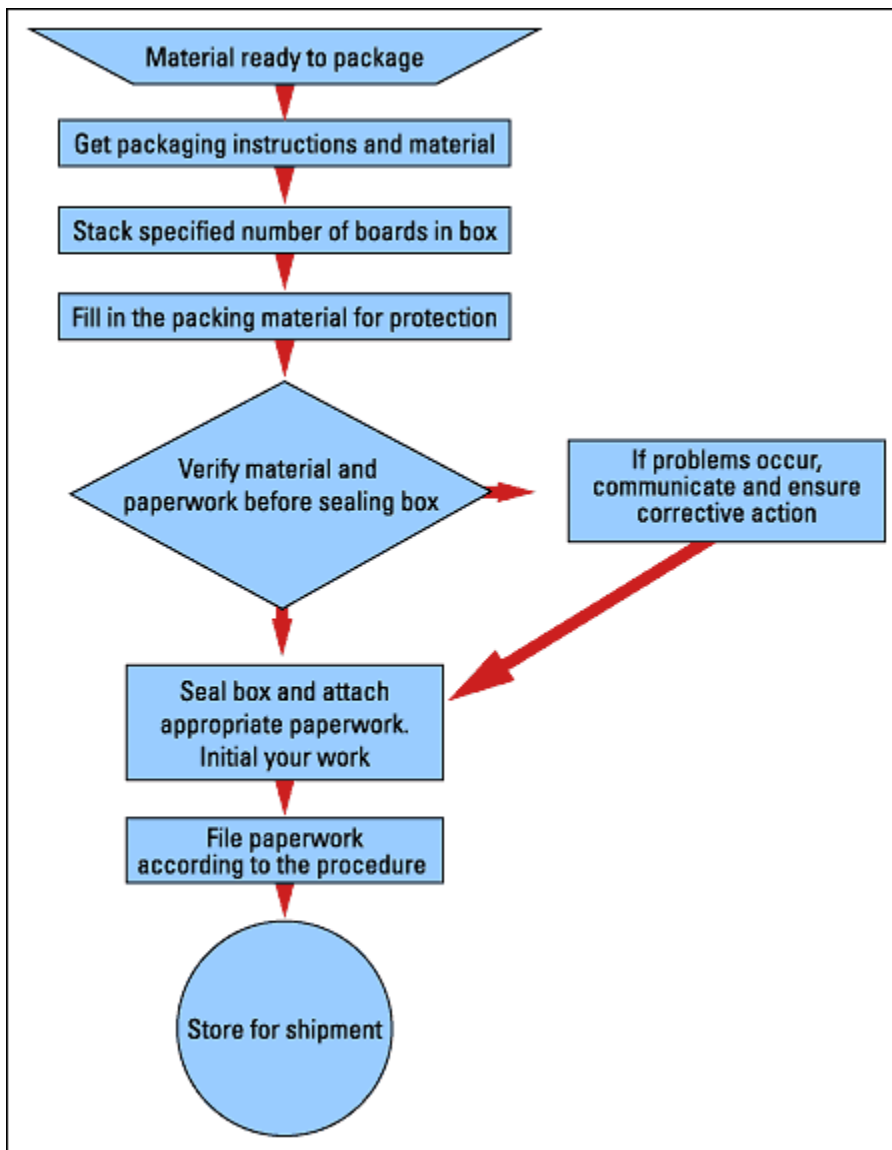 Material ready to package
Get packaging instructions and material
Stack specified number of boards in box
Fill in the packing material for protection
Verify material and
paperwork before sealing box
If problems occur,
communicate and ensure
corrective action
Seal box and attach
appropriate paperwork.
Initial your work
File paperwork
according to the procedure
Store for shipment